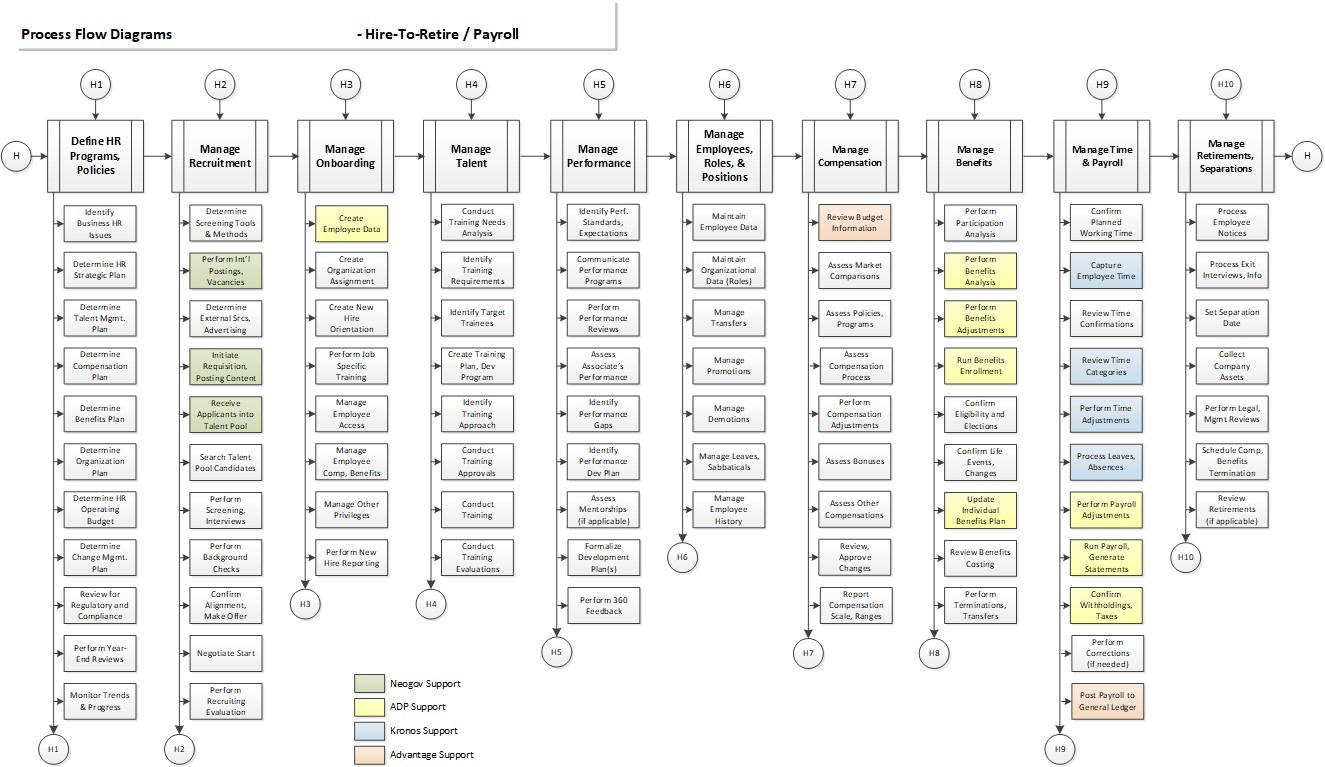 Process Flow Diagrams
- Hire-To-Retire / Payroll
H1
H2
H3
H4
H5
H6
H7
H8
H9
H10
H
Define HR
Programs,
Policies
Manage
Recruitment
Manage
Onboarding
Manage
Talent
Manage
Performance
Manage
Employees,
Roles, &
Positions
Manage
Compensation
Manage
Benefits
Manage Time
& Payroll
Manage
Retirements,
Separations
H
Identify
Business HR
Issues
Determine HR
Strategic Plan
Determine
Talent Mgmt.
Plan
Determine
Compensation
Plan
Determine
Benefits Plan
Determine
Organization
Plan
Determine HR
Operating
Budget
Determine
Change Mgmt.
Plan
Review for
Regulatory and
Compliance
Perform Year-
End Reviews
Monitor Trends
& Progress
H1
Determine
Screening Tools
& Methods
Perform Int'l
Postings,
Vacancies
Determine
External Srcs,
Advertising
Initiate
Requisition,
Posting Content
Receive
Applicants into
Talent Pool
Search Talent
Pool Candidates
Perform
Screening,
Interviews
Perform
Background
Checks
Confirm
Alignment,
Make Offer
Negotiate Start
Perform
Recruiting
Evaluation
H2
Create
Employee Data
Create
Organization
Assignment
Create New
Hire
Orientation
Perform Job
Specific
Training
Manage
Employee
Access
Manage
Employee
Comp, Benefits
Manage Other
Privileges
Perform New
Hire Reporting
H3
Conduct
Training Needs
Analysis
Identify
Training
Requirements
Identify Target
Trainees
Create Training
Plan, Dev
Program
Identify
Training
Approach
Conduct
Training
Approvals
Conduct
Training
Conduct
Training
Evaluations
H4
Identify Perf.
Standards,
Expectations
Communicate
Performance
Programs
Perform
Performance
Reviews
Assess
Associate's
Performance
Identify
Performance
Gaps
Identify
Performance
Dev Plan
Assess
Mentorships
(if applicable)
Formalize
Development
Plan(s)
Perform 360
Feedback
H5
Maintain
Employee Data
Maintain
Organizational
Data (Roles)
Manage
Transfers
Manage
Promotions
Manage
Demotions
Manage Leaves,
Sabbaticals
Manage
Employee
History
H6
Review Budget
Information
Assess Market
Comparisons
Assess Policies,
Programs
Assess
Compensation
Process
Perform
Compensation
Adjustments
Assess Bonuses
Assess Other
Compensations
Review,
Approve
Changes
Report
Compensation
Scale, Ranges
H7
Perform
Participation
Analysis
Perform
Benefits
Analysis
Perform
Benefits
Adjustments
Run Benefits
Enrollment
Confirm
Eligibility and
Elections
Confirm Life
Events,
Changes
Update
Individual
Benefits Plan
Review Benefits
Costing
Perform
Terminations,
Transfers
H8
Confirm
Planned
Working Time
Capture
Employee Time
Review Time
Confirmations
Review Time
Categories
Perform Time
Adjustments
Process Leaves,
Absences
Perform Payroll
Adjustments
Run Payroll,
Generate
Statements
Confirm
Withholdings,
Taxes
Perform
Corrections
(if needed)
Post Payroll to
General Ledger
H9
Process
Employee
Notices
Process Exit
Interviews, Info
Set Separation
Date
Collect
Company
Assets
Perform Legal,
Mgmt Reviews
Schedule Comp,
Benefits
Termination
Review
Retirements
(if applicable)
H10
Neogov Support
ADP Support
Kronos Support
Advantage Support